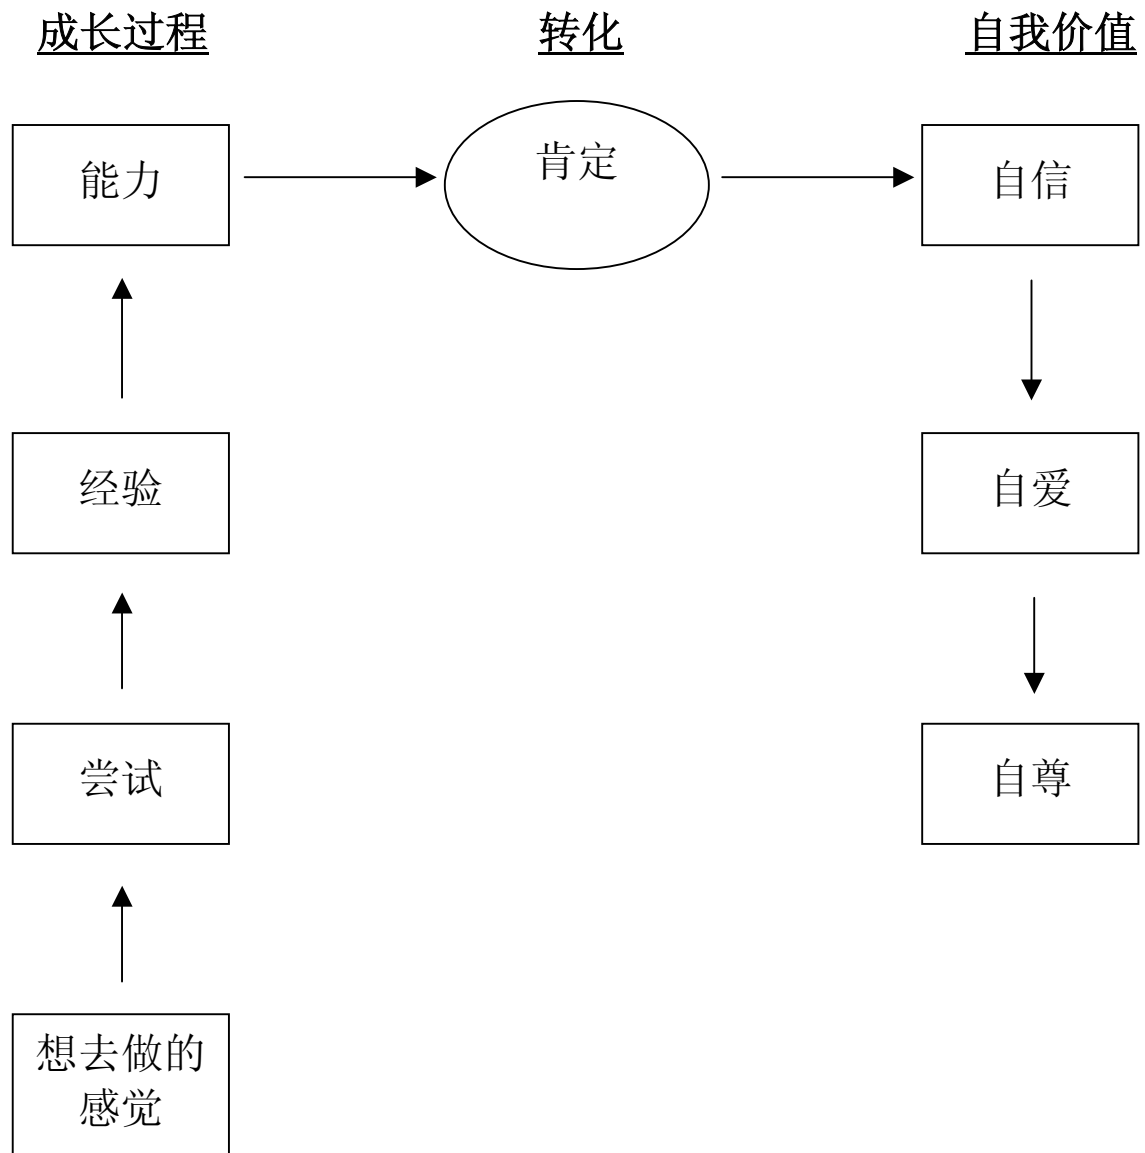 成长过程 转化 自我价值
能力 肯定 自信
经验 自爱
尝试 自尊
想去做的
感觉